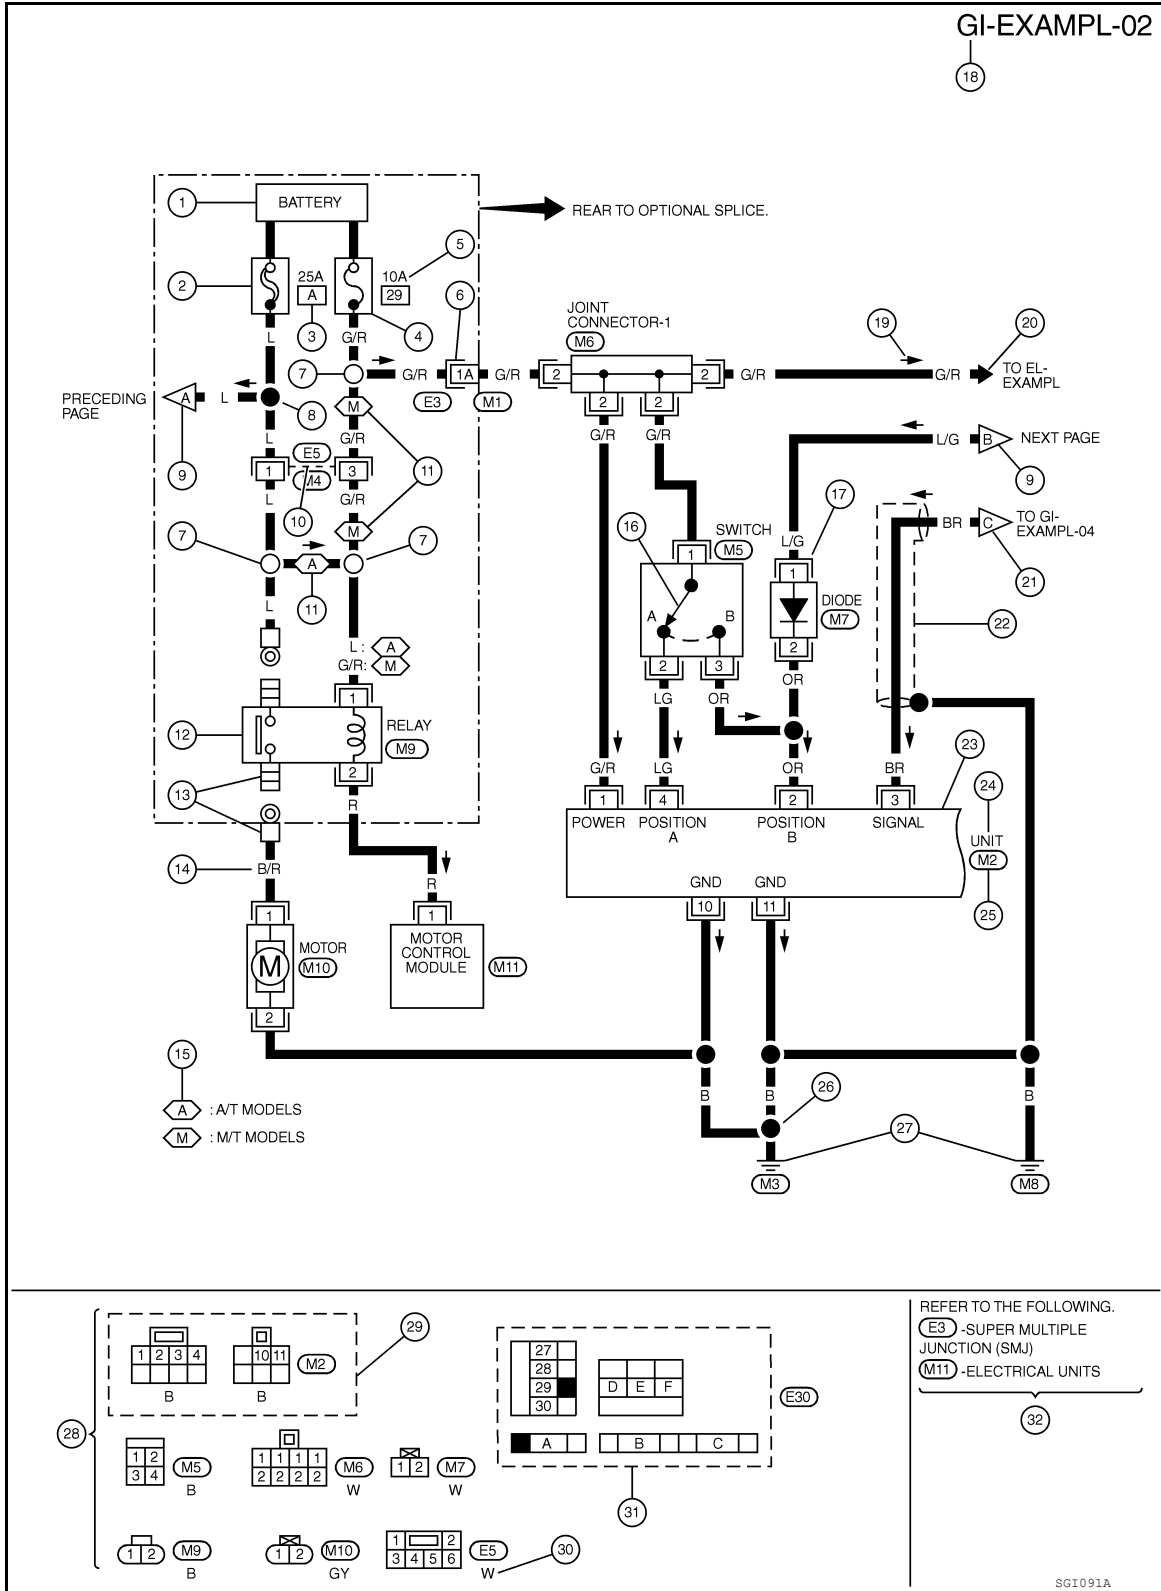 GI-EXAMPL-02
18
1
BATTERY
REAR TO OPTIONAL SPLICE.
5
2
25A
A
10A
29
6
3
4
JOINT
CONNECTOR-1
M6
19
20
L
G/R
7
G/R
1A
G/R
2
2
G/R
G/R
TO EL-
EXAMPL
E3
M1
2
2
PRECEDING
PAGE
A
L
8
M
G/R
G/R
L/G
B
NEXT PAGE
L
G/R
E5
9
1
3
11
9
M4
L
G/R
10
17
16
SWITCH
M5
BR
C
TO GI-
EXAMPL-04
7
M
7
1
L/G
1
A
21
11
L
A
B
DIODE
M7
22
L :
A
2
3
2
G/R:
M
LG
OR
OR
1
12
RELAY
M9
2
23
G/R
LG
OR
BR
13
R
1
4
2
3
24
POWER
POSITION
A
POSITION
B
SIGNAL
UNIT
M2
14
B/R
R
GND
GND
1
1
10
11
25
MOTOR
CONTROL
MODULE
M
MOTOR
M10
M11
2
15
26
B
B
B
A
: A/T MODELS
M
: M/T MODELS
27
M3
M8
28
29
1 2 3 4
10 11
M2
B
B
1 2
3 4
M5
B
1 1 1 1
2 2 2 2
M6
W
1 2
M7
W
1 2
M9
B
1 2
M10
GY
1 2
3 4 5 6
E5
W
30
27
28
29
30
D E F
A
B C
E30
31
REFER TO THE FOLLOWING.
E3 -SUPER MULTIPLE
JUNCTION (SMJ)
M11 -ELECTRICAL UNITS
32
SGI091A